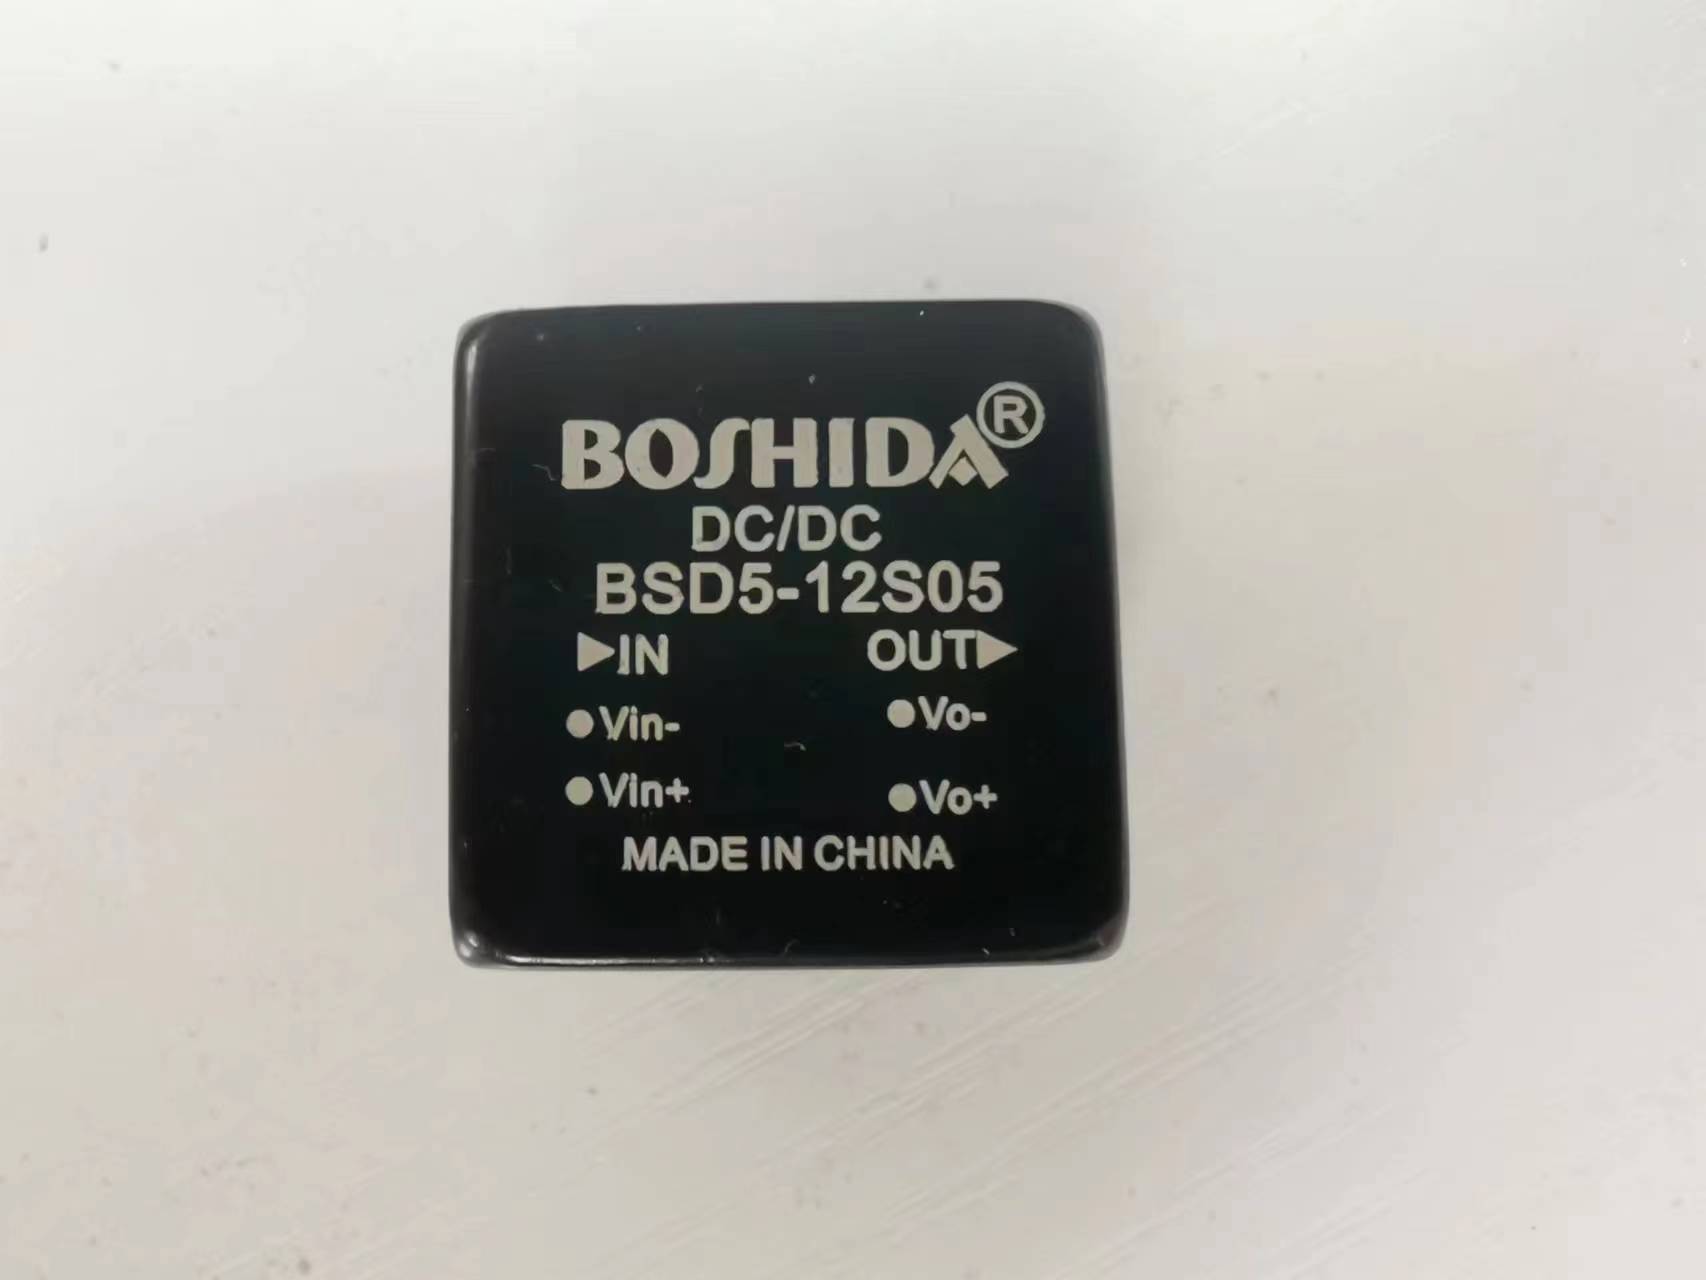 BOSHIDA®
DC/DC
BSD5-12S05
▶IN OUT▶
●Vin- ●Vo-
●Vin+ ●Vo+
MADE IN CHINA